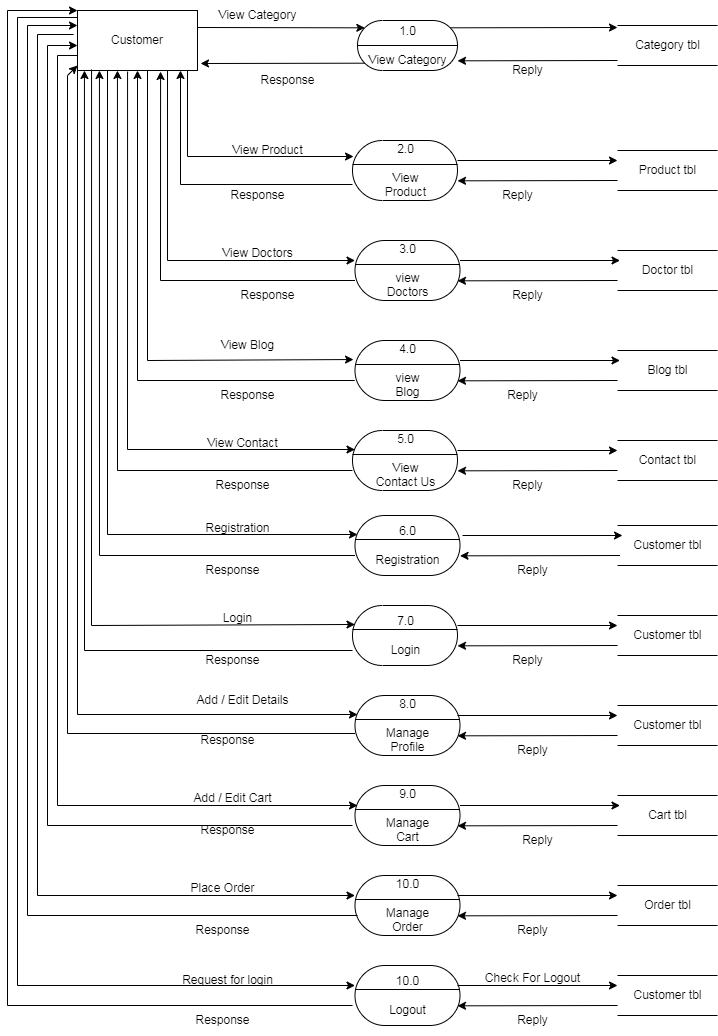 View Category
Customer
1.0
Category tbl
View Category
Response
Reply
View Product
2.0
View
Product
Product tbl
Response
Reply
View Doctors
3.0
view
Doctors
Doctor tbl
Response
Reply
View Blog
4.0
view
Blog
Blog tbl
Response
Reply
View Contact
5.0
View
Contact Us
Contact tbl
Response
Reply
Registration
6.0
Registration
Customer tbl
Response
Reply
Login
7.0
Login
Customer tbl
Response
Reply
Add / Edit Details
8.0
Manage
Profile
Customer tbl
Response
Reply
Add / Edit Cart
9.0
Manage
Cart
Cart tbl
Response
Reply
Place Order
10.0
Manage
Order
Order tbl
Response
Reply
Request for login
10.0
Check For Logout
Logout
Customer tbl
Response
Reply